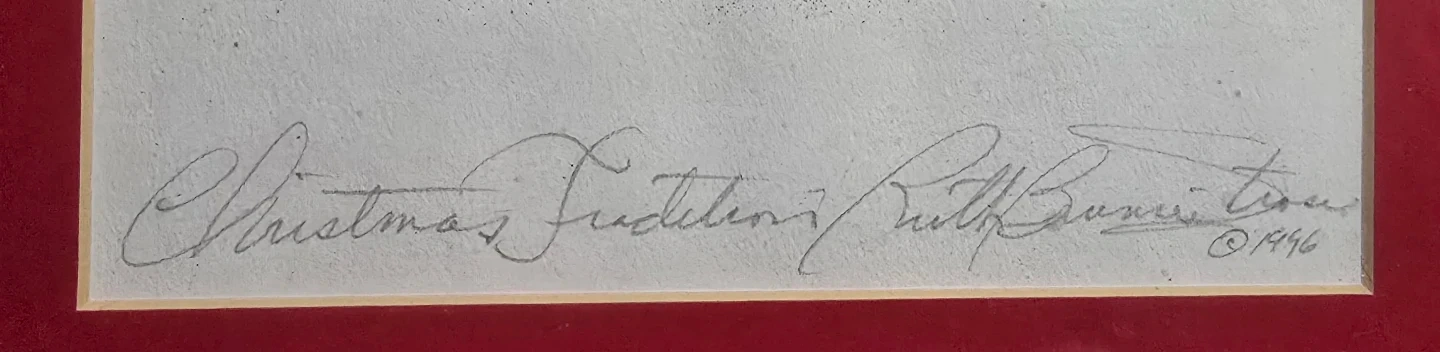 Christmas Tradition Ruth
© 1996